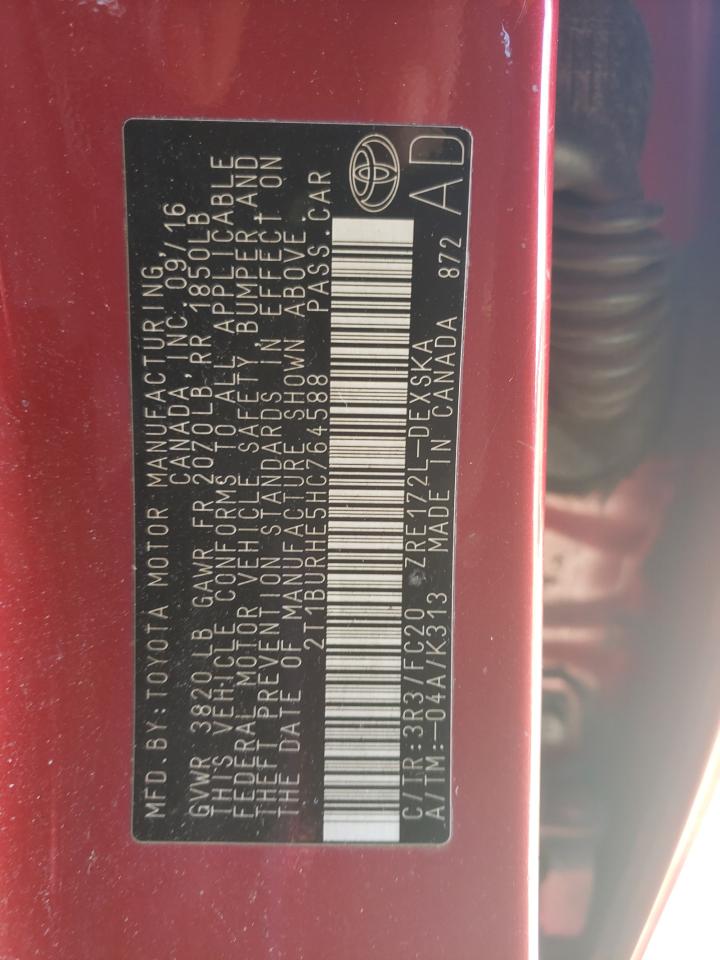 MFD.BY:TOYOTA MOTOR MANUFACTURING
CANADA,INC 09/16
GVWR 3820 LB GAWR FR 2070LB,RR 1850LB
THIS VEHICLE CONFORMS TO ALL APPLICABLE
FEDERAL MOTOR VEHICLE SAFETY, BUMPER, AND
THEFT PREVENTION STANDARDS IN EFFECT ON
THE DATE OF MANUFACTURE SHOWN ABOVE.
2T1BURHE5HC764588 PASS.CAR
C/TR:3R3/FC20 ZRE172L-DEXSKA
A/TM:-04A/K313 MADE IN CANADA 872
AD